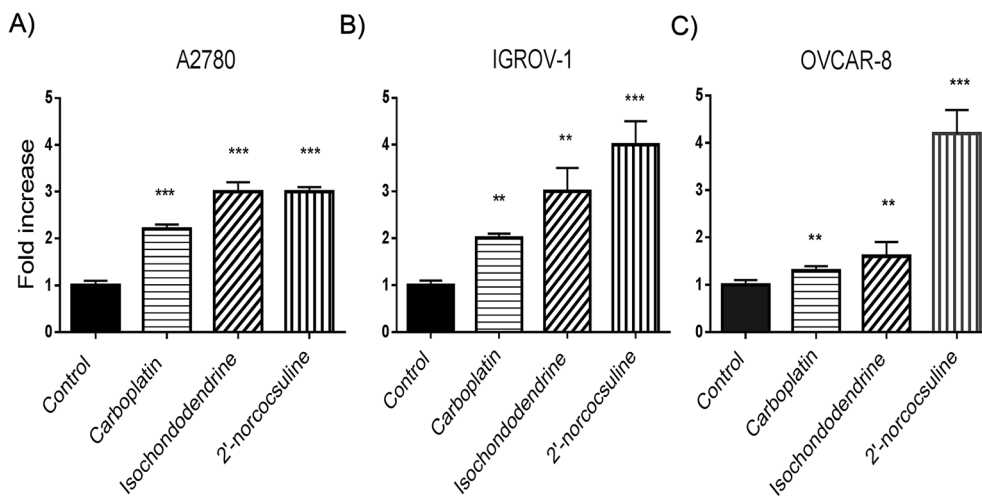 A)
A2780
Fold increase
5
4
3
2
1
0
***
***
***
Control
Carboplatin
Isochondodendrine
2'-norcocsuline
B)
IGROV-1
5
4
3
2
1
0
**
**
***
Control
Carboplatin
Isochondodendrine
2'-norcocsuline
C)
OVCAR-8
5
4
3
2
1
0
**
**
***
Control
Carboplatin
Isochondodendrine
2'-norcocsuline